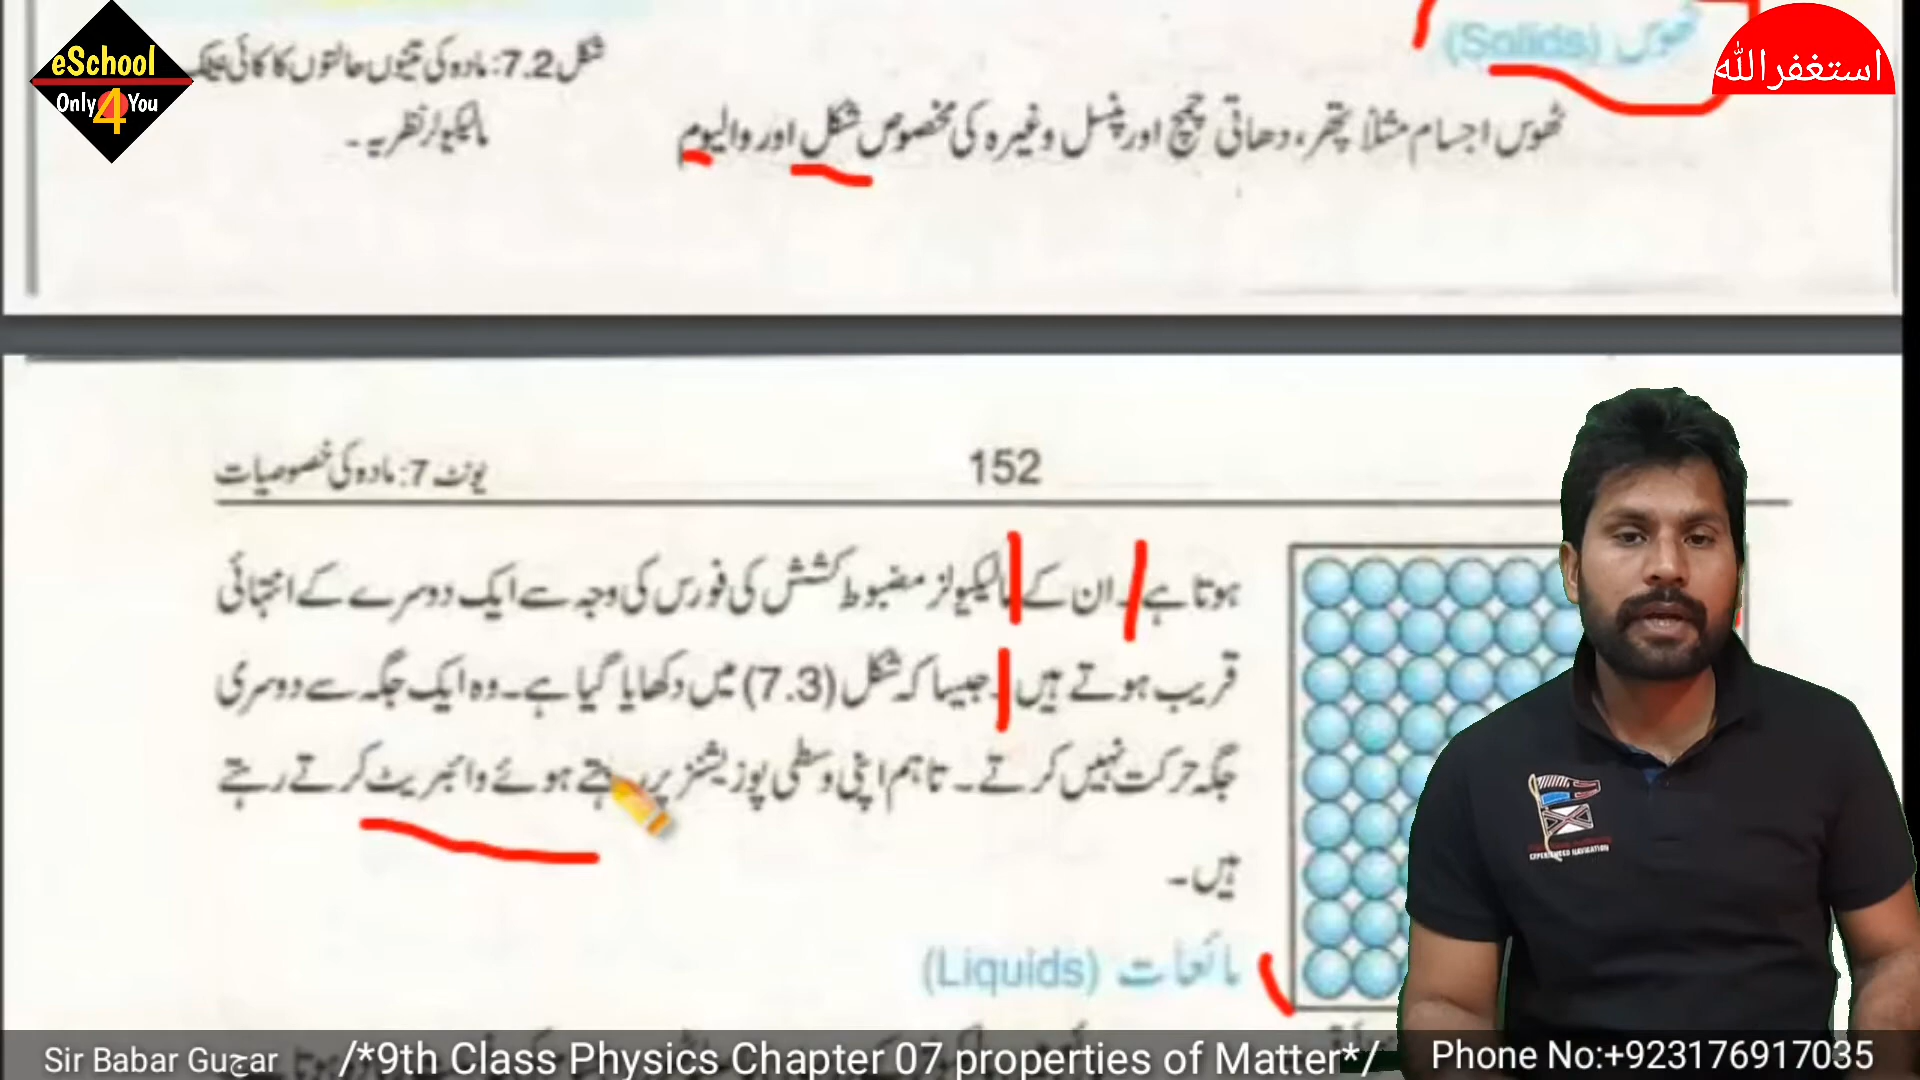 eSchool
Only 4 You
استغفرالله
ٹھوس (Solids)
ٹھوس اجسام مثلاً پتھر، دھاتی چمچ اور پنسل وغیرہ کی مخصوص شکل اور والیوم
شکل 7.2: مادہ کی تینوں حالتوں کا کائی نیٹک
مالیکیولر نظریہ۔
152
یونٹ 7: مادہ کی خصوصیات
ہوتا ہے۔ ان کے مالیکیولز مضبوط کشش کی فورس کی وجہ سے ایک دوسرے کے انتہائی
قریب ہوتے ہیں۔ جیسا کہ شکل (7.3) میں دکھایا گیا ہے۔ وہ ایک جگہ سے دوسری
جگہ حرکت نہیں کرتے۔ تاہم اپنی وسطی پوزیشنز پر رہتے ہوئے وائبریٹ کرتے رہتے
ہیں۔
مائعات (Liquids)
Sir Babar Guجar
/*9th Class Physics Chapter 07 properties of Matter*/
Phone No:+923176917035